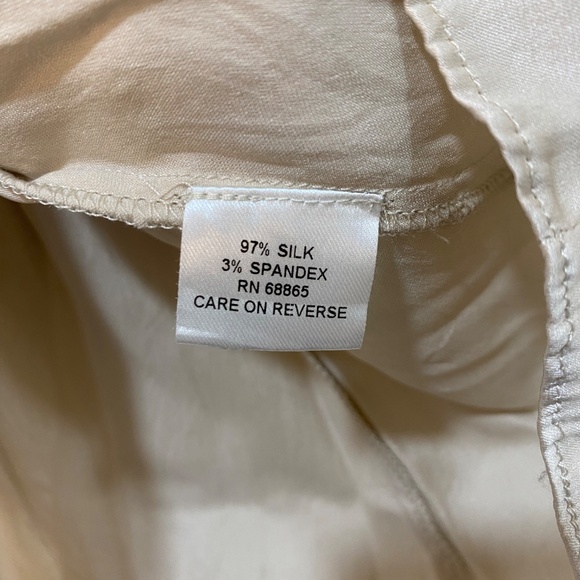 97% SILK
3% SPANDEX
RN 68865
CARE ON REVERSE